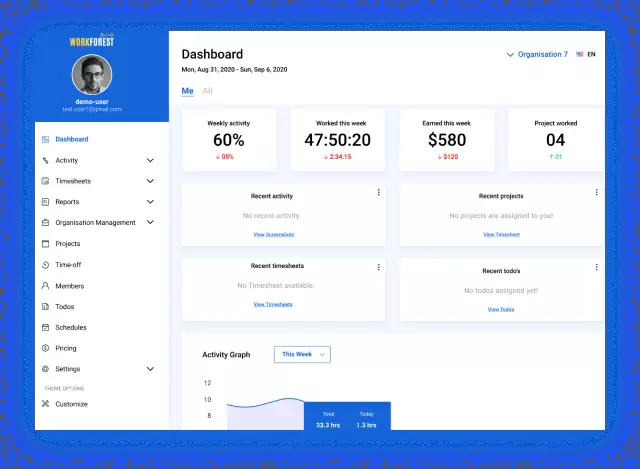 WORKFOREST
demo-user
test.user1@gmail.com
Dashboard
Activity
Timesheets
Reports
Organisation Management
Projects
Time-off
Members
Todos
Schedules
Pricing
Settings
THEME OPTIONS
Customize
Dashboard
Organisation 7
EN
Mon, Aug 31, 2020 - Sun, Sep 6, 2020
Me All
Weekly activity
60%
↓ 05%
Worked this week
47:50:20
↓ 2:34:15
Earned this week
$580
↓ $120
Project worked
04
↑ 01
Recent activity
No recent activity.
View Screenshots
Recent projects
No projects are assigned to you!
View Timesheet
Recent timesheets
No Timesheet available.
View Timesheets
Recent todo's
No todos assigned yet!
View Todo's
Activity Graph
This Week
12
10
8
Total Today
33.3 hrs 1.3 hrs